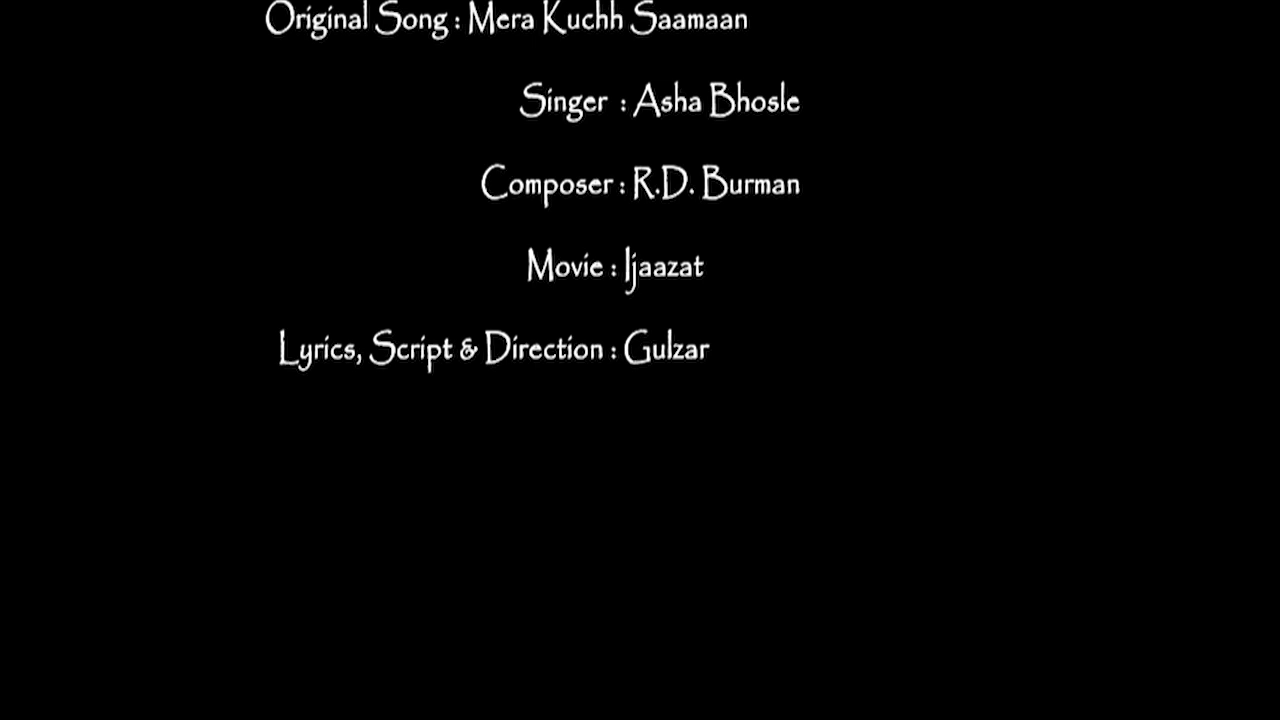 Original Song : Mera Kuchh Saamaan
Singer : Asha Bhosle
Composer : R.D. Burman
Movie : Ijaazat
Lyrics, Script & Direction : Gulzar